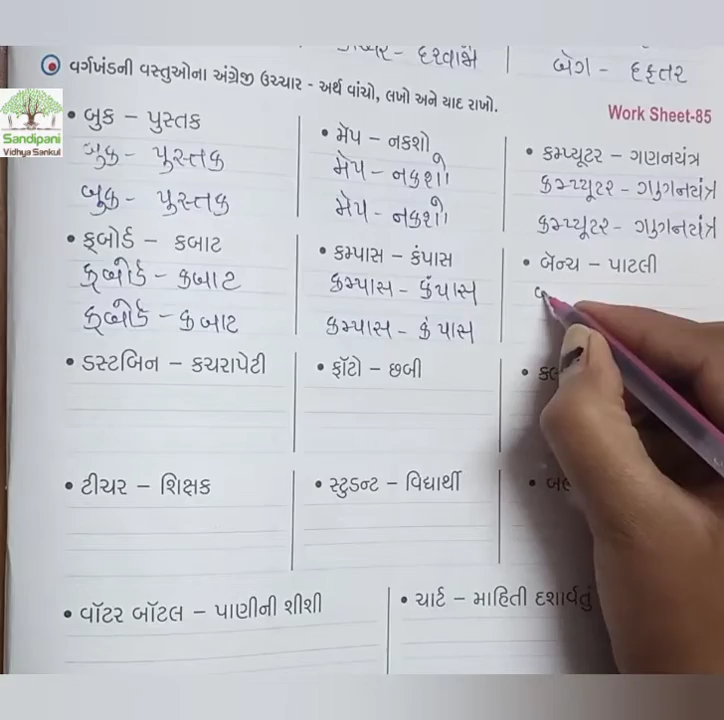 દરવાજો
બેગ - દફતર
વર્ગખંડની વસ્તુઓના અંગ્રેજી ઉચ્ચાર - અર્થ વાંચો, લખો અને યાદ રાખો.
Work Sheet-85
Sandipani
Vidhya Sankul
• બુક – પુસ્તક
બુક - પુસ્તક
બુક - પુસ્તક
• મૅપ – નકશો
મૅપ - નકશો
મૅપ - નકશો
• કમ્પ્યૂટર – ગણનયંત્ર
કમ્પ્યૂટર - ગણનયંત્ર
કમ્પ્યૂટર - ગણનયંત્ર
• કબોર્ડ – કબાટ
કબોર્ડ - કબાટ
કબોર્ડ - કબાટ
• કમ્પાસ – કંપાસ
કમ્પાસ - કંપાસ
કમ્પાસ - કંપાસ
• બૅન્ચ – પાટલી
• ડસ્ટબિન – કચરાપેટી
• ફૉટો – છબી
• ટીચર – શિક્ષક
• સ્ટુડન્ટ – વિદ્યાર્થી
• વૉટર બૉટલ – પાણીની શીશી
• ચાર્ટ – માહિતી દર્શાવતું